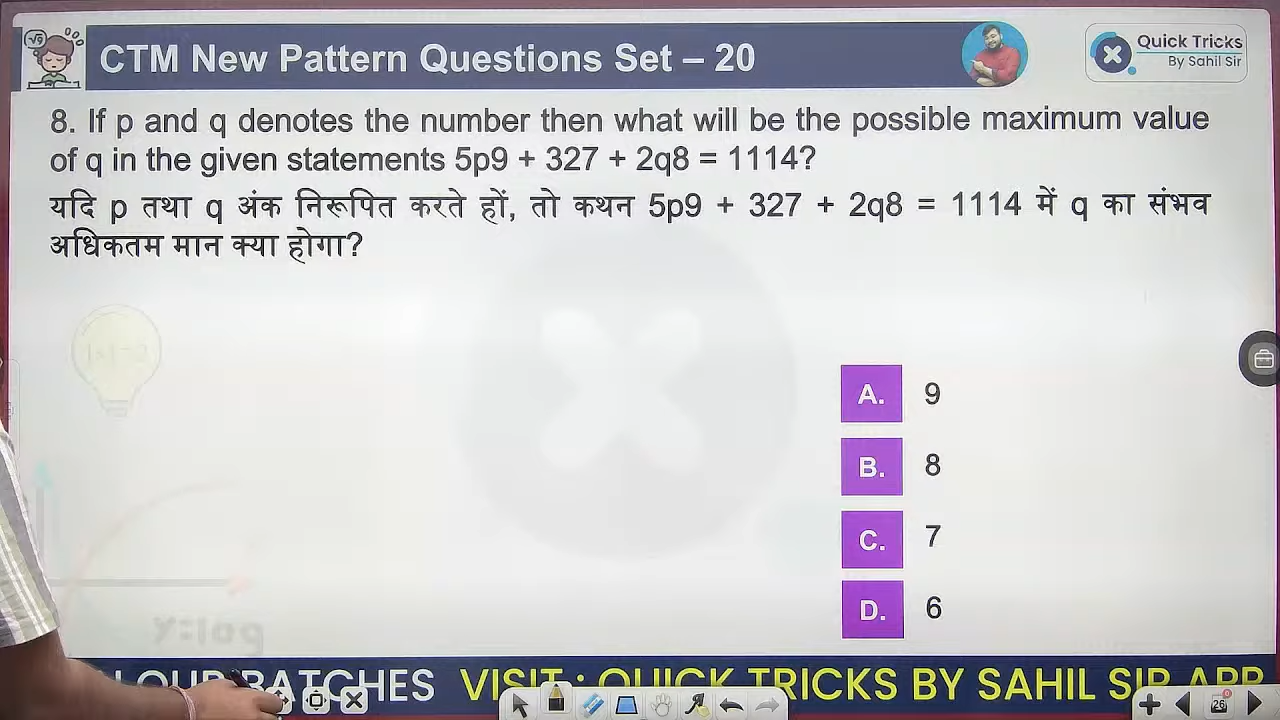 CTM New Pattern Questions Set – 20
Quick Tricks
By Sahil Sir
8. If p and q denotes the number then what will be the possible maximum value
of q in the given statements 5p9 + 327 + 2q8 = 1114?
यदि p तथा q अंक निरूपित करते हों, तो कथन 5p9 + 327 + 2q8 = 1114 में q का संभव
अधिकतम मान क्या होगा?
A. 9
B. 8
C. 7
D. 6
BATCHES VISIT : QUICK TRICKS BY SAHIL SIR APP
26